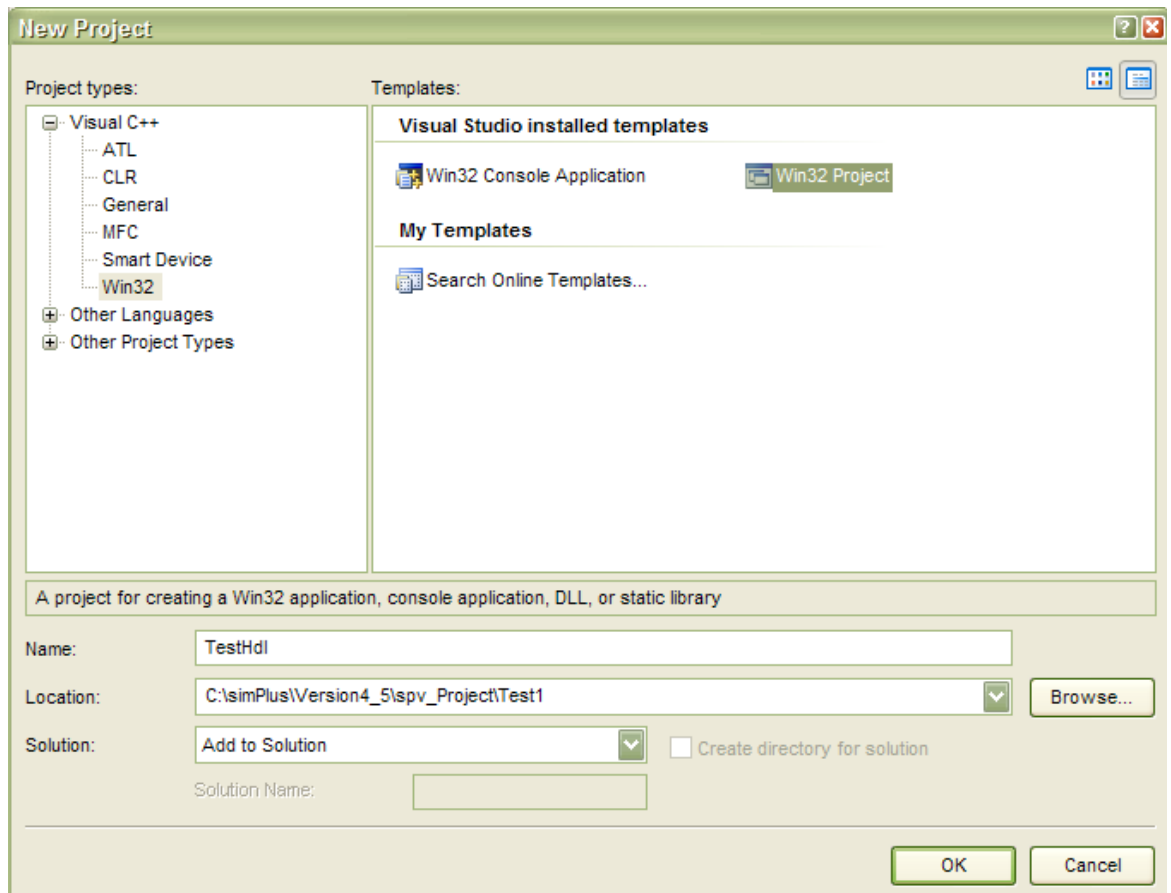 New Project
Project types:
Templates:
Visual C++
ATL
CLR
General
MFC
Smart Device
Win32
Other Languages
Other Project Types
Visual Studio installed templates
Win32 Console Application
Win32 Project
My Templates
Search Online Templates...
A project for creating a Win32 application, console application, DLL, or static library
Name:
TestHdl
Location:
C:\simPlus\Version4_5\spv_Project\Test1
Browse...
Solution:
Add to Solution
Create directory for solution
Solution Name:
OK
Cancel